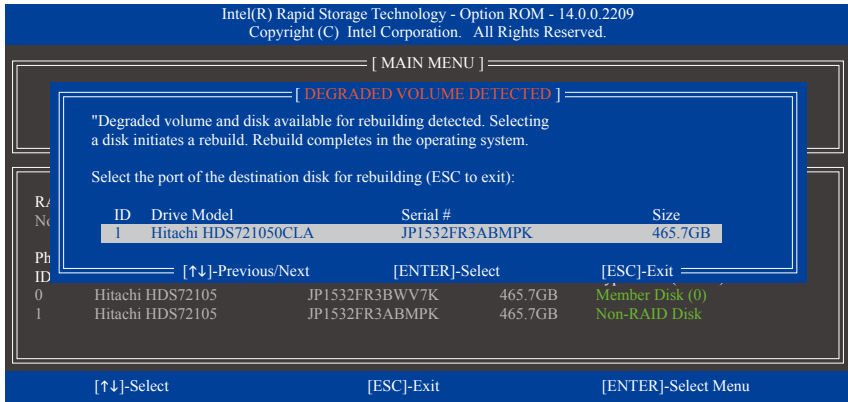 Intel(R) Rapid Storage Technology - Option ROM - 14.0.0.2209
Copyright (C) Intel Corporation. All Rights Reserved.
[ MAIN MENU ]
[ DEGRADED VOLUME DETECTED ]
"Degraded volume and disk available for rebuilding detected. Selecting
a disk initiates a rebuild. Rebuild completes in the operating system.
Select the port of the destination disk for rebuilding (ESC to exit):
ID Drive Model Serial # Size
1 Hitachi HDS721050CLA JP1532FR3ABMPK 465.7GB
[↑↓]-Previous/Next [ENTER]-Select [ESC]-Exit
ID
0 Hitachi HDS72105 JP1532FR3BWV7K 465.7GB Member Disk (0)
1 Hitachi HDS72105 JP1532FR3ABMPK 465.7GB Non-RAID Disk
[↑↓]-Select [ESC]-Exit [ENTER]-Select Menu